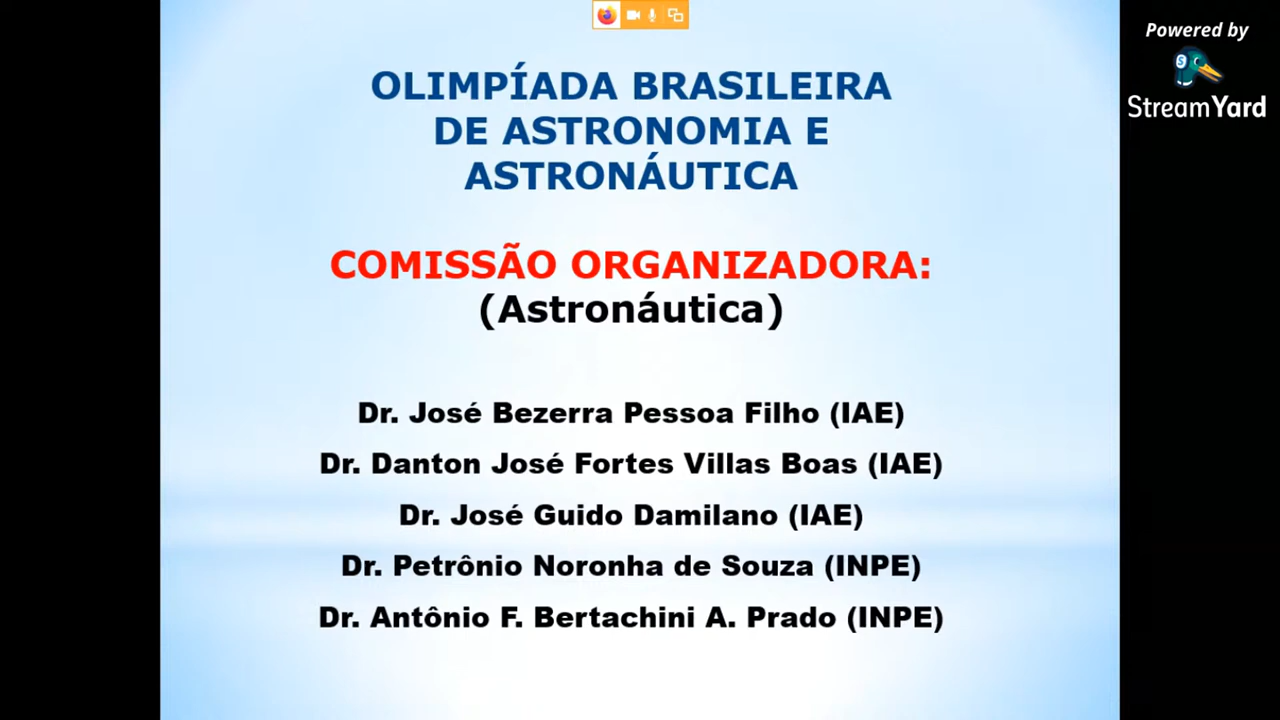 Powered by
StreamYard
OLIMPÍADA BRASILEIRA
DE ASTRONOMIA E
ASTRONÁUTICA
COMISSÃO ORGANIZADORA:
(Astronáutica)
Dr. José Bezerra Pessoa Filho (IAE)
Dr. Danton José Fortes Villas Boas (IAE)
Dr. José Guido Damilano (IAE)
Dr. Petrônio Noronha de Souza (INPE)
Dr. Antônio F. Bertachini A. Prado (INPE)